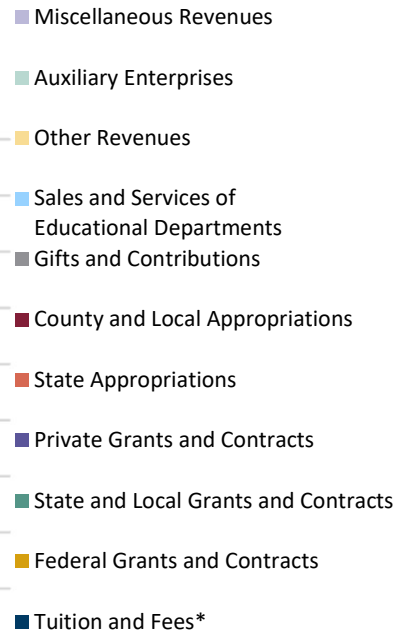 Miscellaneous Revenues
Auxiliary Enterprises
Other Revenues
Sales and Services of
Educational Departments
Gifts and Contributions
County and Local Appropriations
State Appropriations
Private Grants and Contracts
State and Local Grants and Contracts
Federal Grants and Contracts
Tuition and Fees*